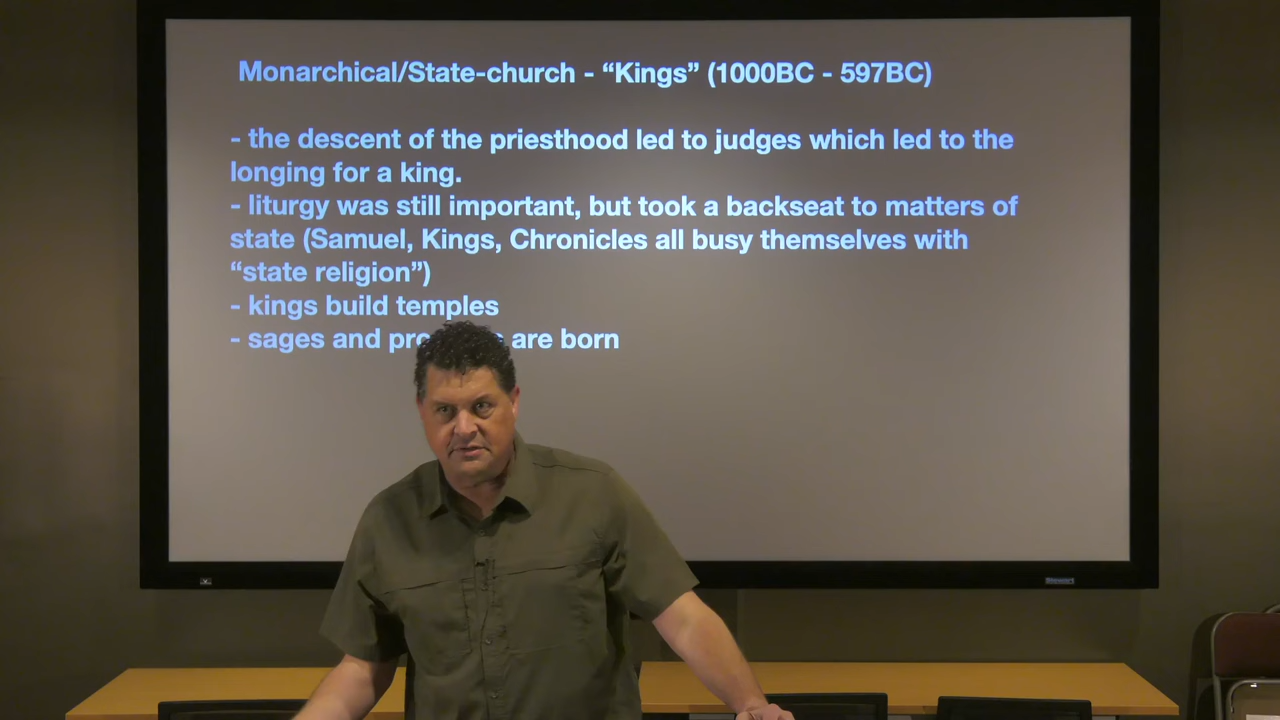 Monarchical/State-church - “Kings” (1000BC - 597BC)
- the descent of the priesthood led to judges which led to the
longing for a king.
- liturgy was still important, but took a backseat to matters of
state (Samuel, Kings, Chronicles all busy themselves with
“state religion”)
- kings build temples
- sages and are born